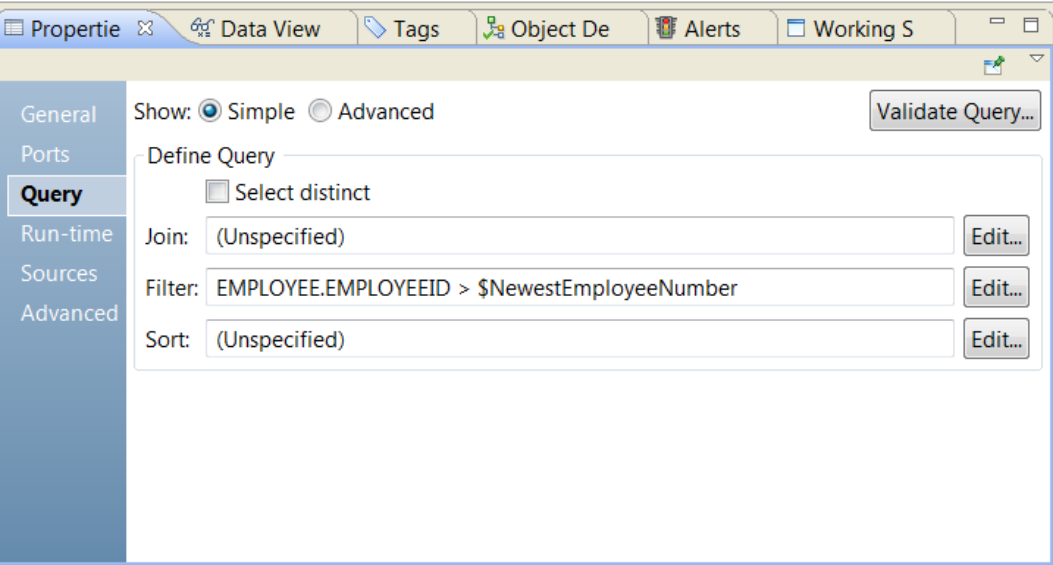 Propertie Data View Tags Object De Alerts Working S
General
Ports
Query
Run-time
Sources
Advanced
Show: Simple Advanced Validate Query...
Define Query
Select distinct
Join: (Unspecified) Edit...
Filter: EMPLOYEE.EMPLOYEEID > $NewestEmployeeNumber Edit...
Sort: (Unspecified) Edit...